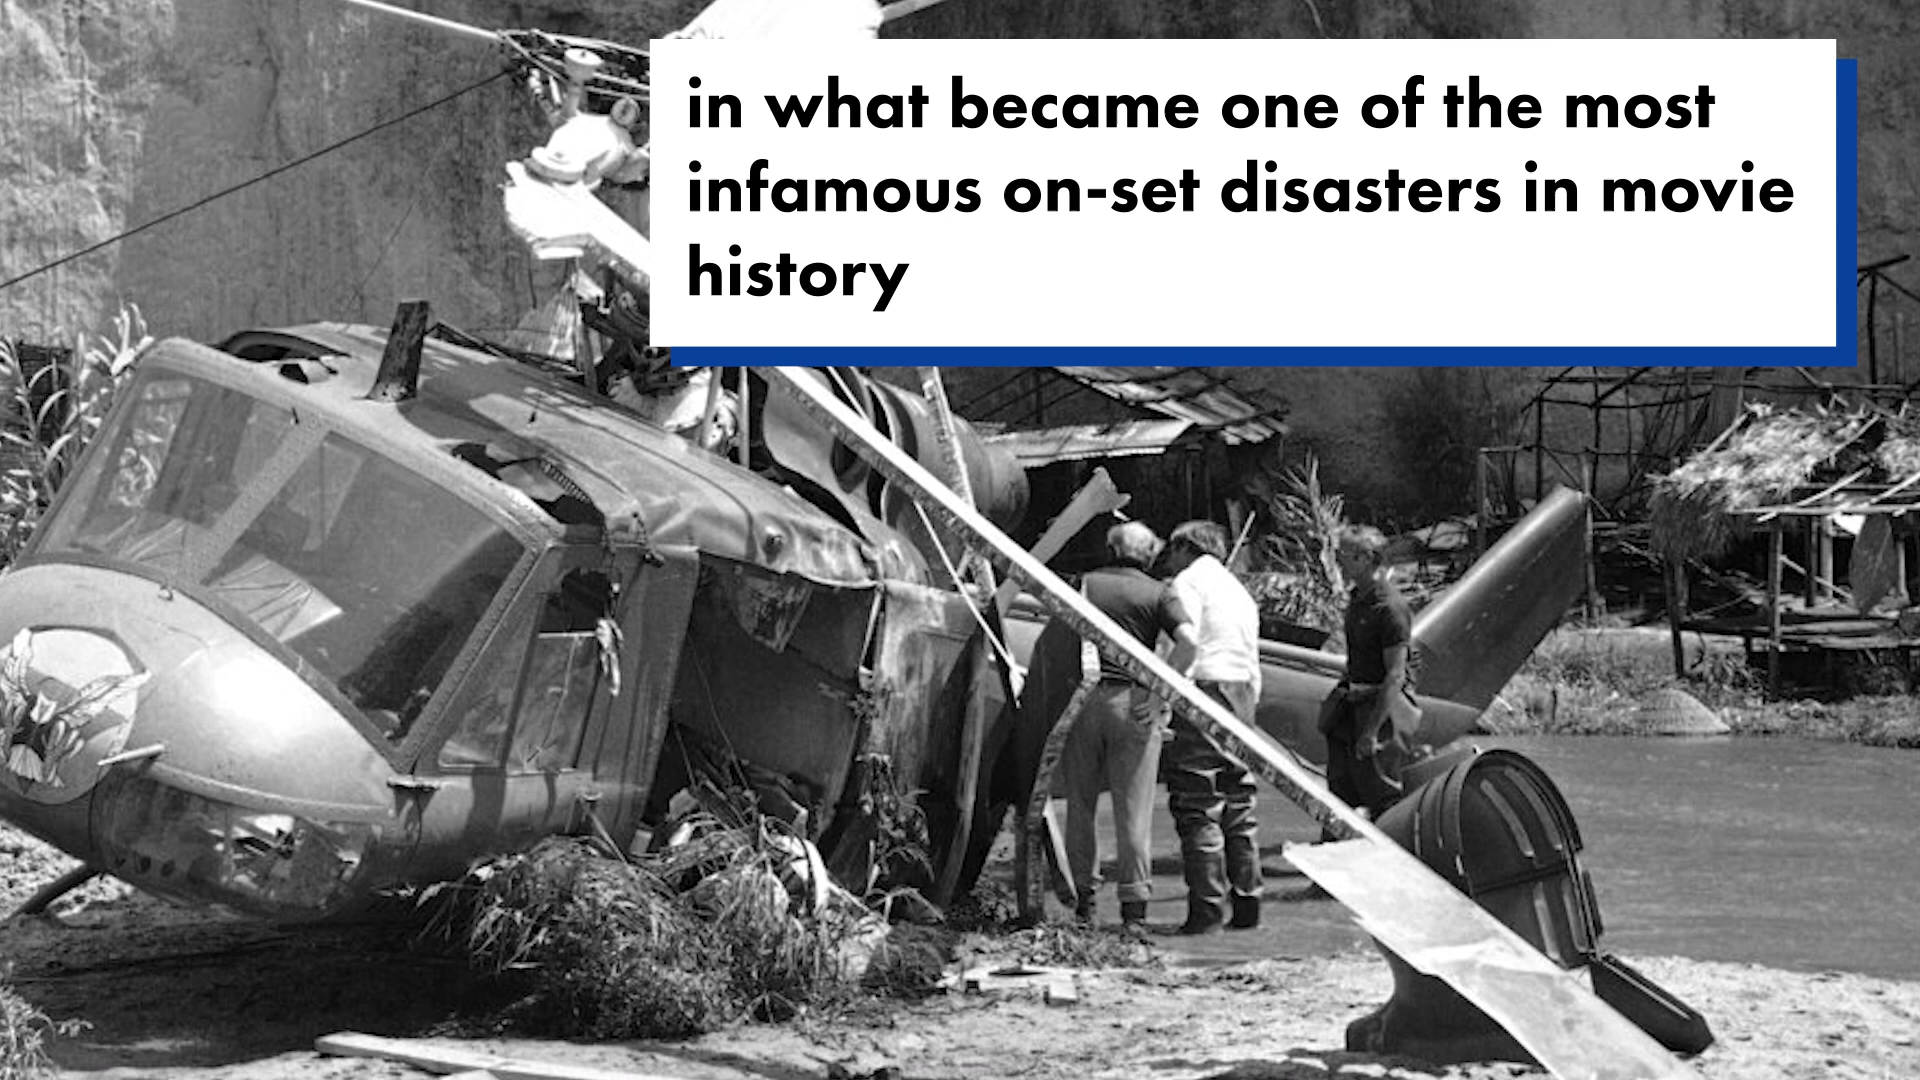 in what became one of the most
infamous on-set disasters in movie
history